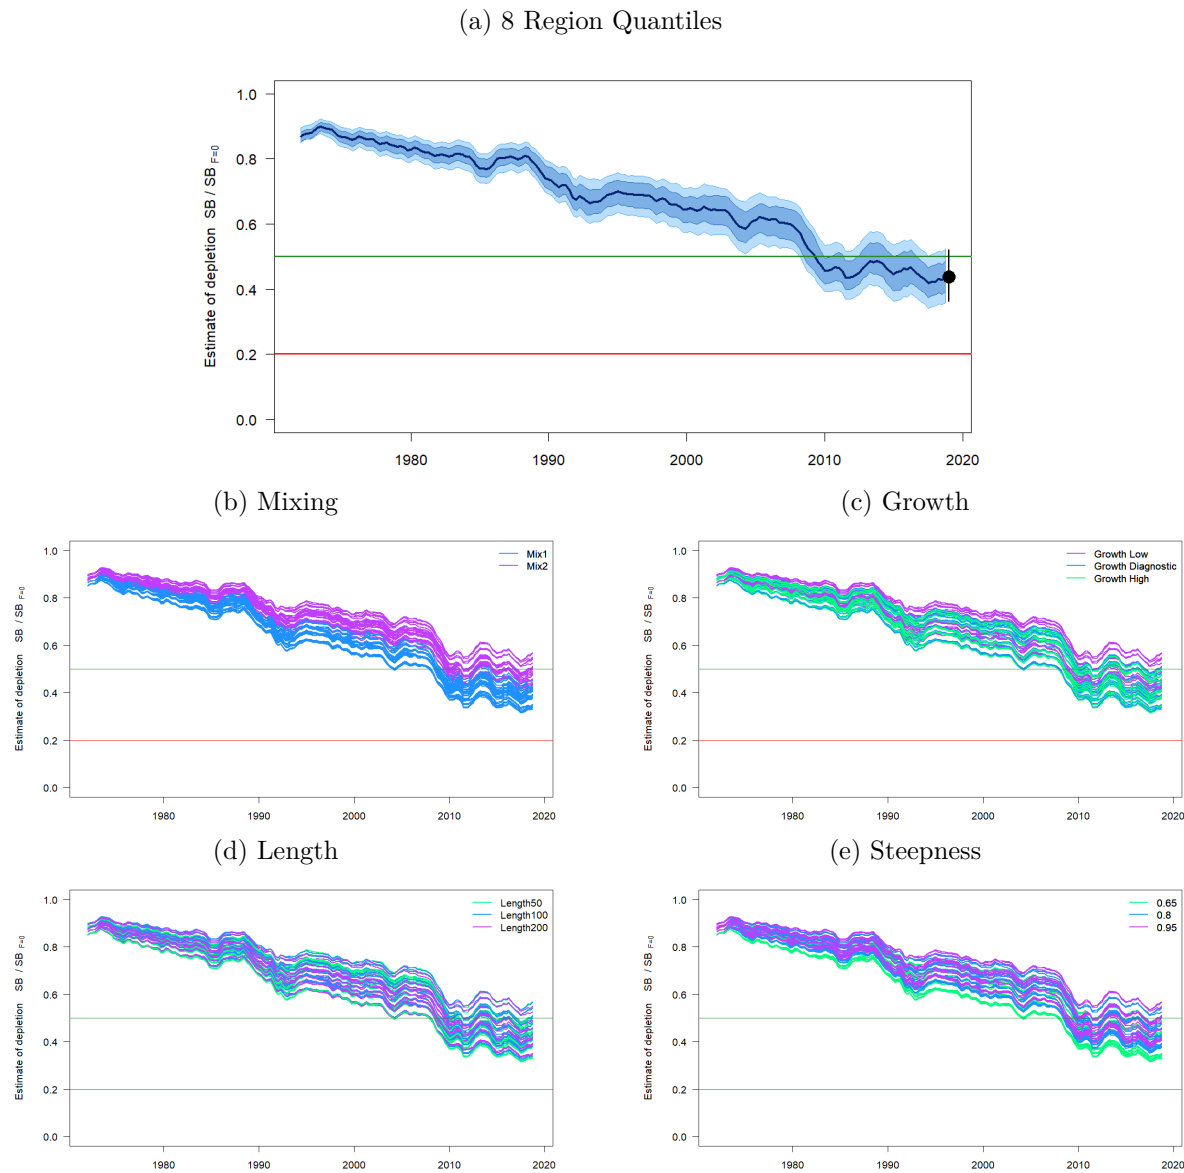 (a) 8 Region Quantiles
1.0
0.8
0.6
0.4
0.2
0.0
Estimate of depletion SB / SB F=0
1980 1990 2000 2010 2020
(b) Mixing
(c) Growth
1.0
0.8
0.6
0.4
0.2
0.0
Estimate of depletion SB / SB F=0
Mix1
Mix2
1980 1990 2000 2010 2020
1.0
0.8
0.6
0.4
0.2
0.0
Estimate of depletion SB / SB F=0
Growth Low
Growth Diagnostic
Growth High
1980 1990 2000 2010 2020
(d) Length
(e) Steepness
1.0
0.8
0.6
0.4
0.2
0.0
Estimate of depletion SB / SB F=0
Length50
Length100
Length200
1980 1990 2000 2010 2020
1.0
0.8
0.6
0.4
0.2
0.0
Estimate of depletion SB / SB F=0
0.65
0.8
0.95
1980 1990 2000 2010 2020